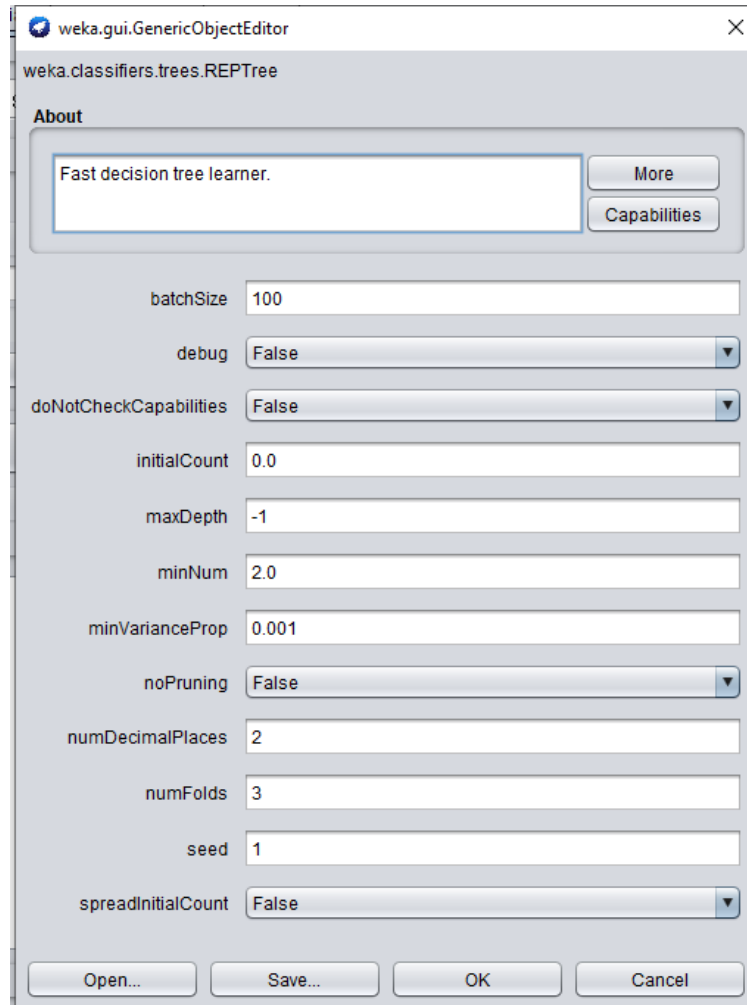 weka.gui.GenericObjectEditor
weka.classifiers.trees.REPTree
About
Fast decision tree learner.
More
Capabilities
batchSize 100
debug False
doNotCheckCapabilities False
initialCount 0.0
maxDepth -1
minNum 2.0
minVarianceProp 0.001
noPruning False
numDecimalPlaces 2
numFolds 3
seed 1
spreadInitialCount False
Open... Save... OK Cancel